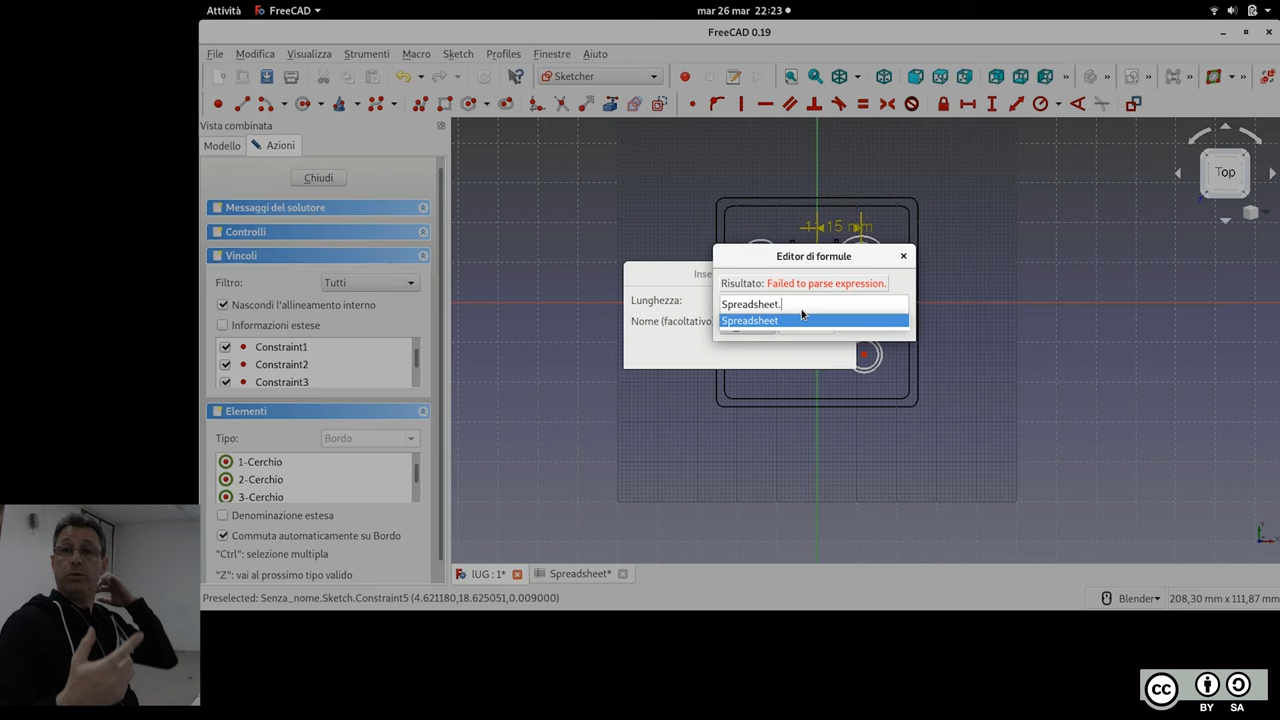 Attività
FreeCAD
mar 26 mar 22:23
FreeCAD 0.19
File Modifica Visualizza Strumenti Macro Sketch Profiles Finestre Aiuto
Sketcher
Vista combinata
Modello Azioni
Chiudi
Messaggi del solutore
Controlli
Vincoli
Filtro: Tutti
Nascondi l'allineamento interno
Informazioni estese
Constraint1
Constraint2
Constraint3
Elementi
Tipo: Bordo
1-Cerchio
2-Cerchio
3-Cerchio
Denominazione estesa
Commuta automaticamente su Bordo
"Ctrl": selezione multipla
"Z": vai al prossimo tipo valido
Top
Lunghezza:
Nome (facoltativo
Editor di formule
Risultato: Failed to parse expression.
Spreadsheet.
Spreadsheet
lUG : 1*
Spreadsheet*
Preselected: Senza_nome.Sketch.Constraint5 (4.621180,18.625051,0.009000)
Blender
208,30 mm x 111,87 mm
CC
BY SA